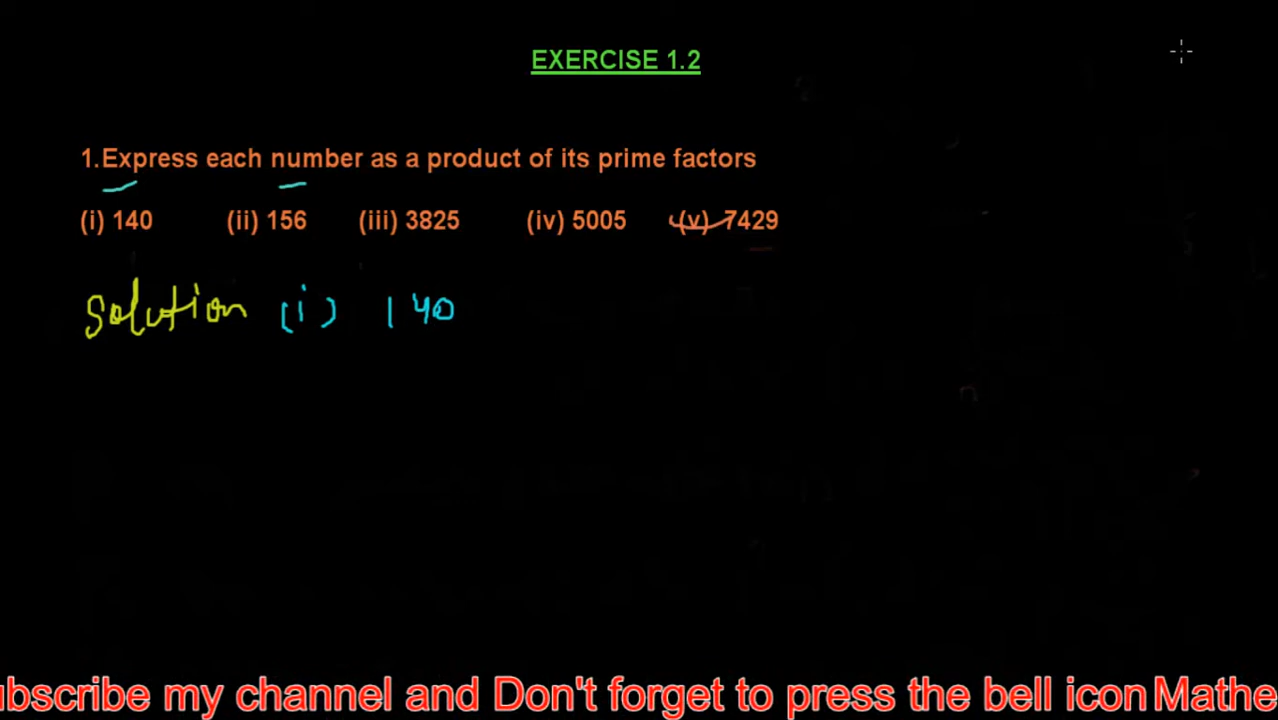 EXERCISE 1.2
1.Express each number as a product of its prime factors
(i) 140 (ii) 156 (iii) 3825 (iv) 5005 (v) 7429
Solution (i) 140
ubscribe my channel and Don't forget to press the bell icon Mathe